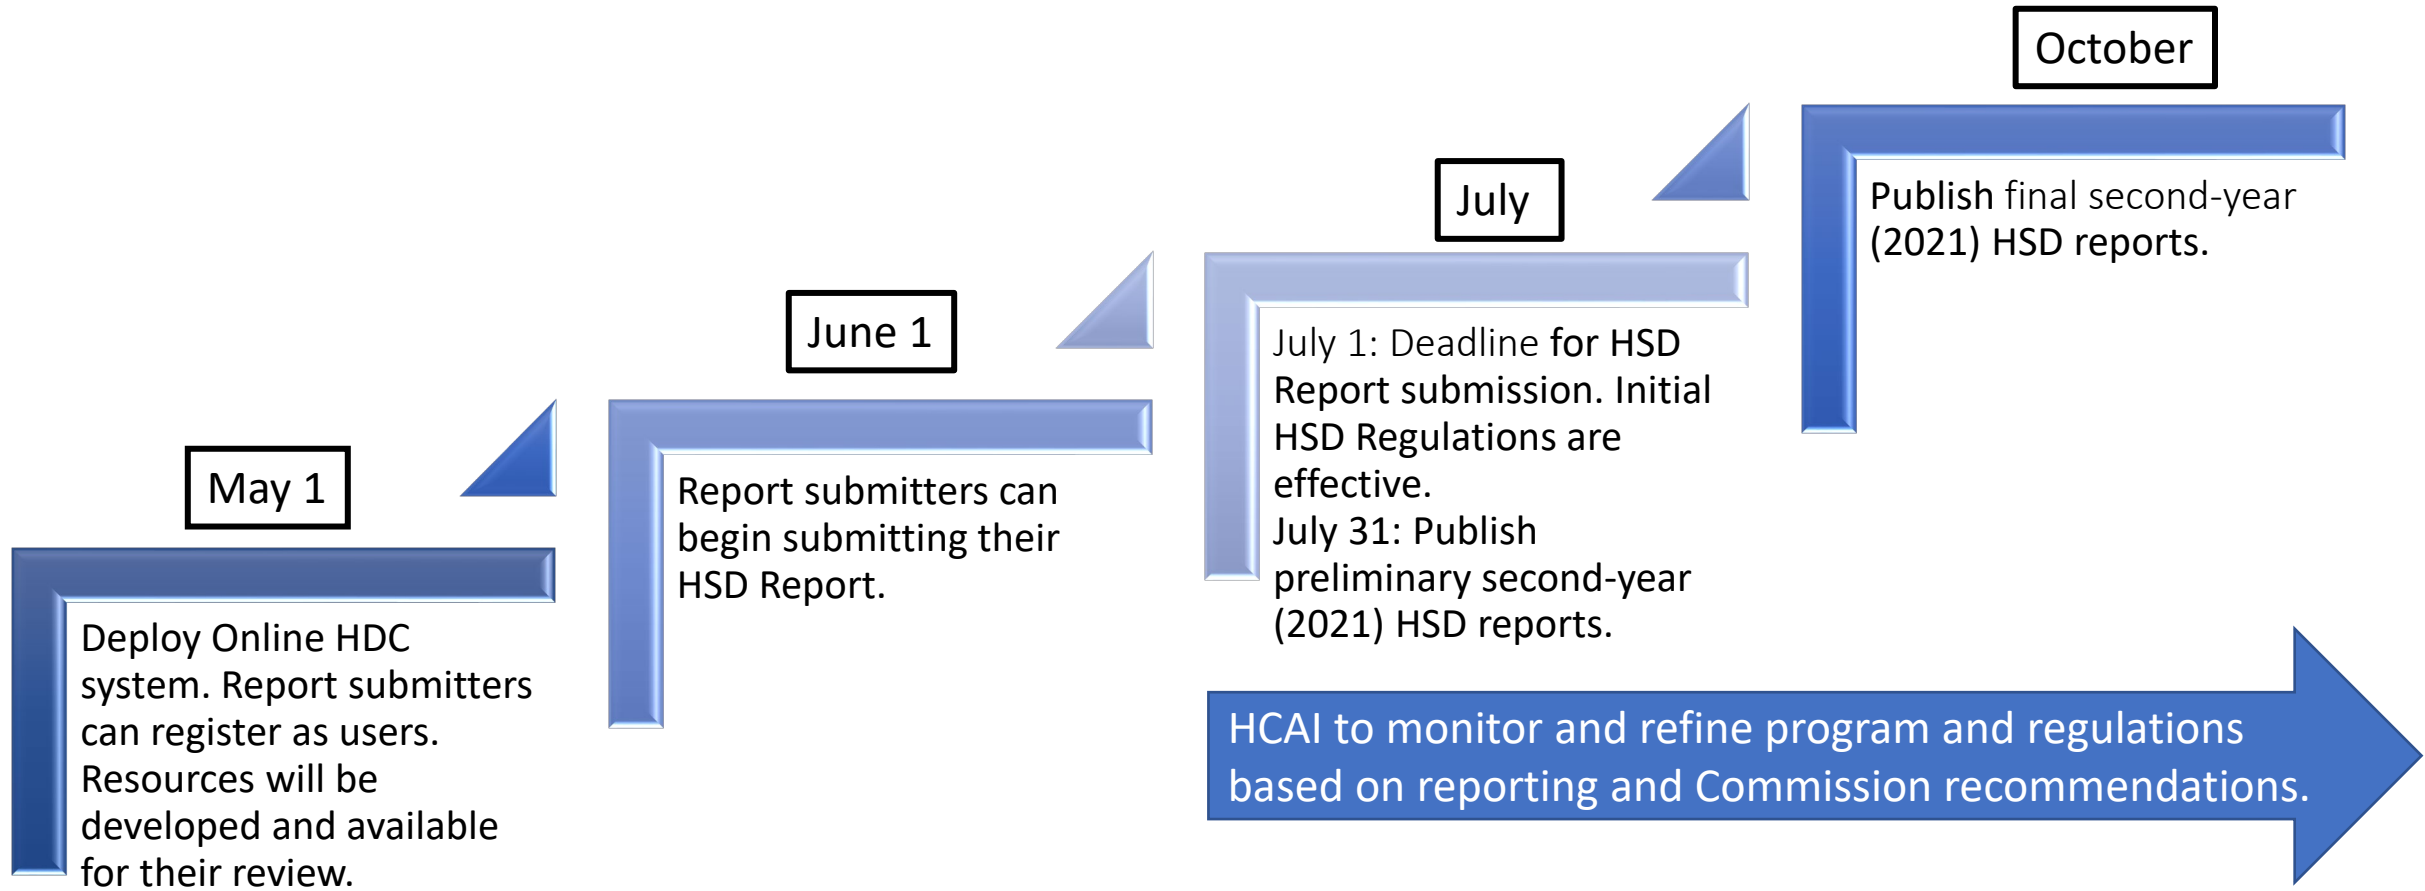 May 1
Deploy Online HDC
system. Report submitters
can register as users.
Resources will be
developed and available
for their review.
June 1
Report submitters can
begin submitting their
HSD Report.
July
July 1: Deadline for HSD
Report submission. Initial
HSD Regulations are
effective.
July 31: Publish
preliminary second-year
(2021) HSD reports.
October
Publish final second-year
(2021) HSD reports.
HCAI to monitor and refine program and regulations
based on reporting and Commission recommendations.